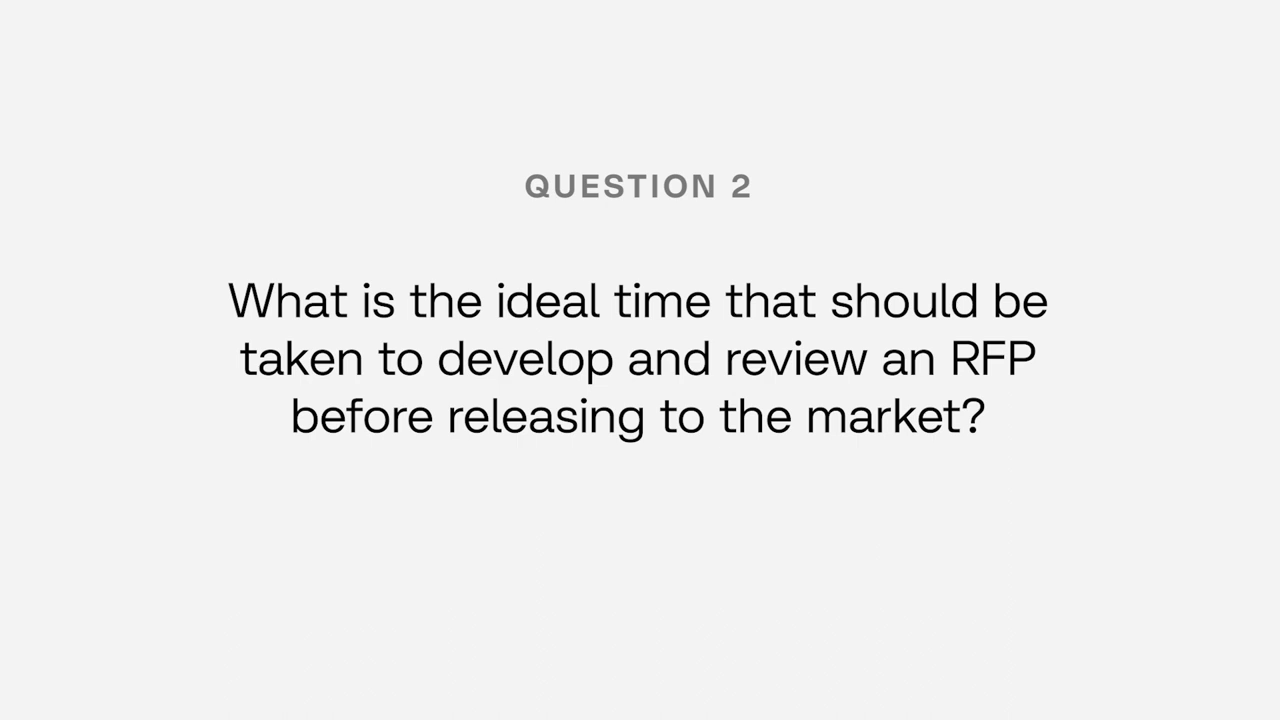 QUESTION 2
What is the ideal time that should be
taken to develop and review an RFP
before releasing to the market?